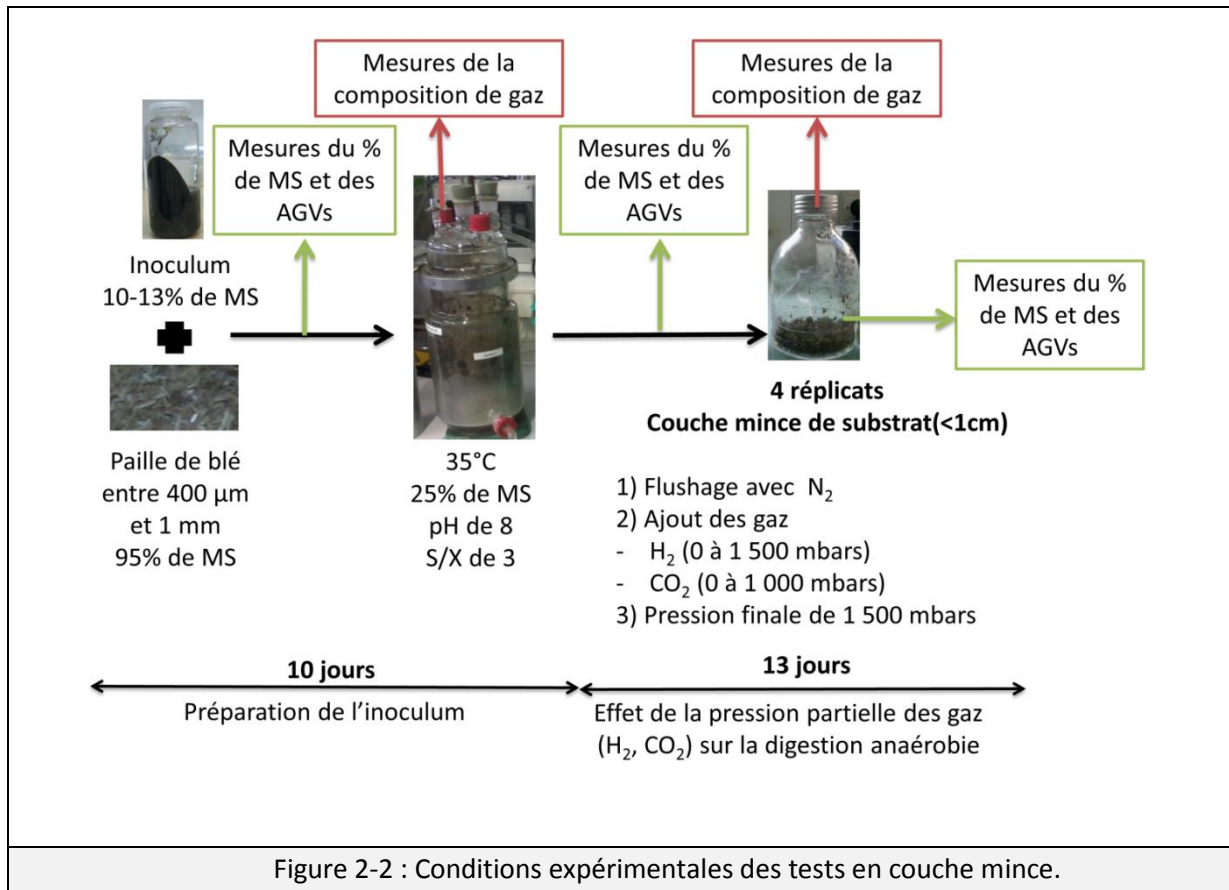 Mesures de la
composition de gaz
Mesures de la
composition de gaz
Mesures du %
de MS et des
AGVs
Mesures du %
de MS et des
AGVs
Inoculum
10-13% de MS
Mesures du %
de MS et des
AGVs
Paille de blé
entre 400 µm
et 1 mm
95% de MS
35°C
25% de MS
pH de 8
S/X de 3
4 réplicats
Couche mince de substrat(<1cm)
1) Flushage avec N₂
2) Ajout des gaz
- H₂ (0 à 1 500 mbars)
- CO₂ (0 à 1 000 mbars)
3) Pression finale de 1 500 mbars
10 jours
Préparation de l’inoculum
13 jours
Effet de la pression partielle des gaz
(H₂, CO₂) sur la digestion anaérobie
Figure 2-2 : Conditions expérimentales des tests en couche mince.